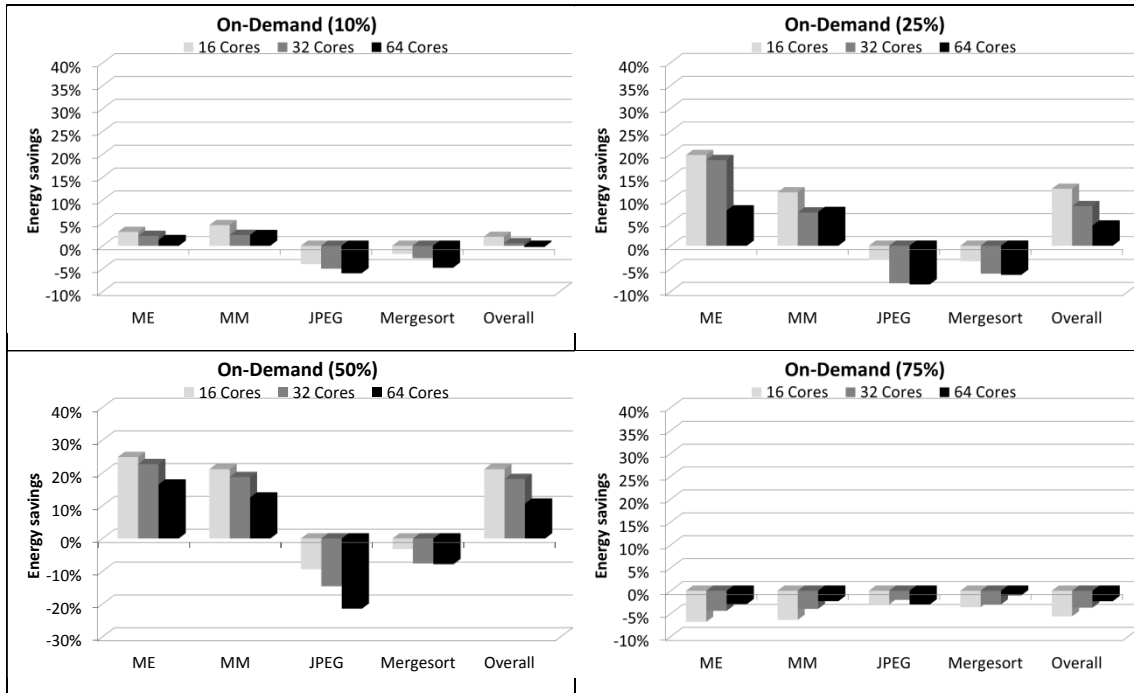 On-Demand (10%)
16 Cores 32 Cores 64 Cores
Energy savings
40%
35%
30%
25%
20%
15%
10%
5%
0%
-5%
-10%
ME MM JPEG Mergesort Overall
On-Demand (25%)
16 Cores 32 Cores 64 Cores
Energy savings
40%
35%
30%
25%
20%
15%
10%
5%
0%
-5%
-10%
ME MM JPEG Mergesort Overall
On-Demand (50%)
16 Cores 32 Cores 64 Cores
Energy savings
40%
30%
20%
10%
0%
-10%
-20%
-30%
ME MM JPEG Mergesort Overall
On-Demand (75%)
16 Cores 32 Cores 64 Cores
Energy savings
40%
35%
30%
25%
20%
15%
10%
5%
0%
-5%
-10%
ME MM JPEG Mergesort Overall